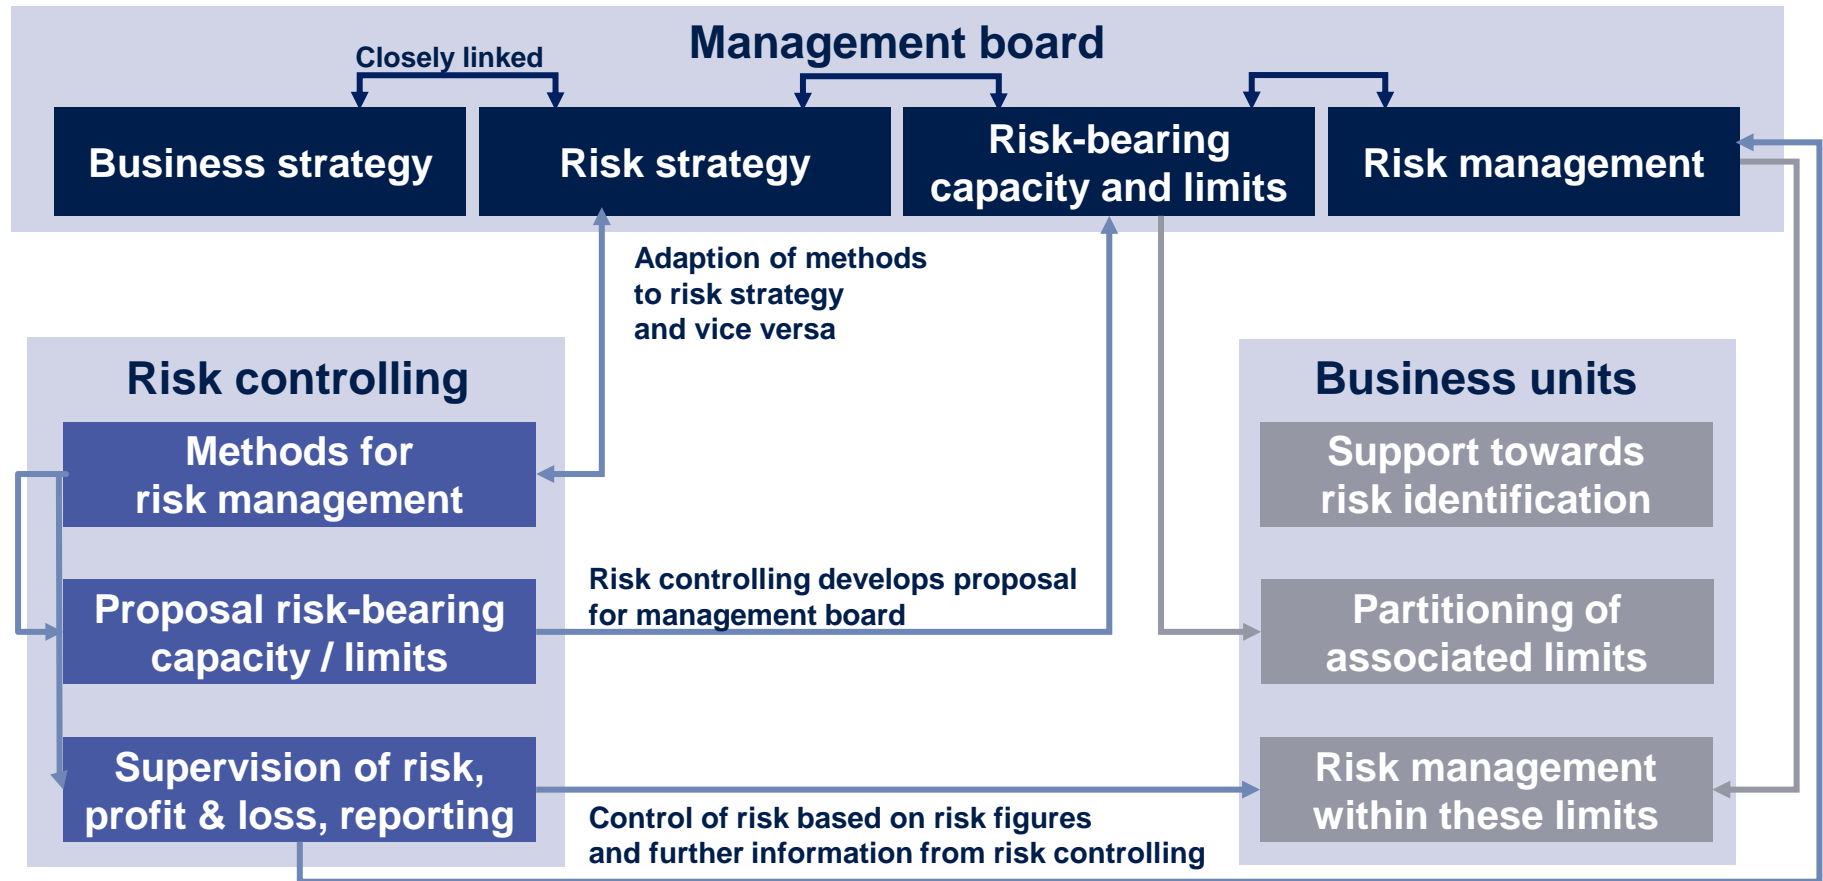 Management board
Closely linked
Business strategy
Risk strategy
Risk-bearing
capacity and limits
Risk management
Adaption of methods
to risk strategy
and vice versa
Risk controlling
Methods for
risk management
Proposal risk-bearing
capacity / limits
Supervision of risk,
profit & loss, reporting
Risk controlling develops proposal
for management board
Control of risk based on risk figures
and further information from risk controlling
Business units
Support towards
risk identification
Partitioning of
associated limits
Risk management
within these limits